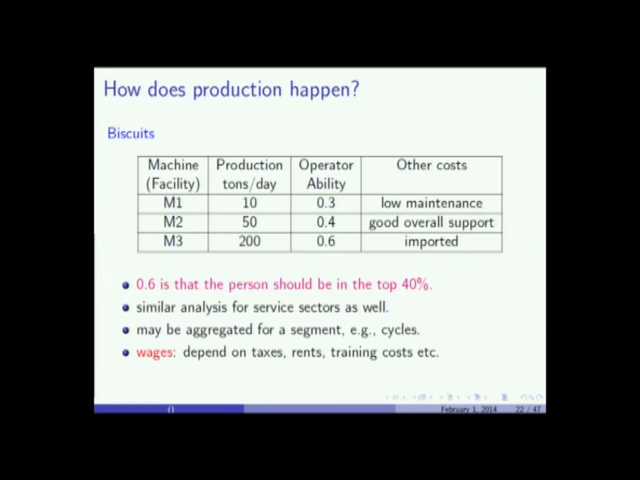 How does production happen?
Biscuits
Machine Production Operator Other costs
(Facility) tons/day Ability
M1 10 0.3 low maintenance
M2 50 0.4 good overall support
M3 200 0.6 imported
0.6 is that the person should be in the top 40%.
similar analysis for service sectors as well.
may be aggregated for a segment, e.g., cycles.
wages: depend on taxes, rents, training costs etc.
() February 1, 2014 22 / 47